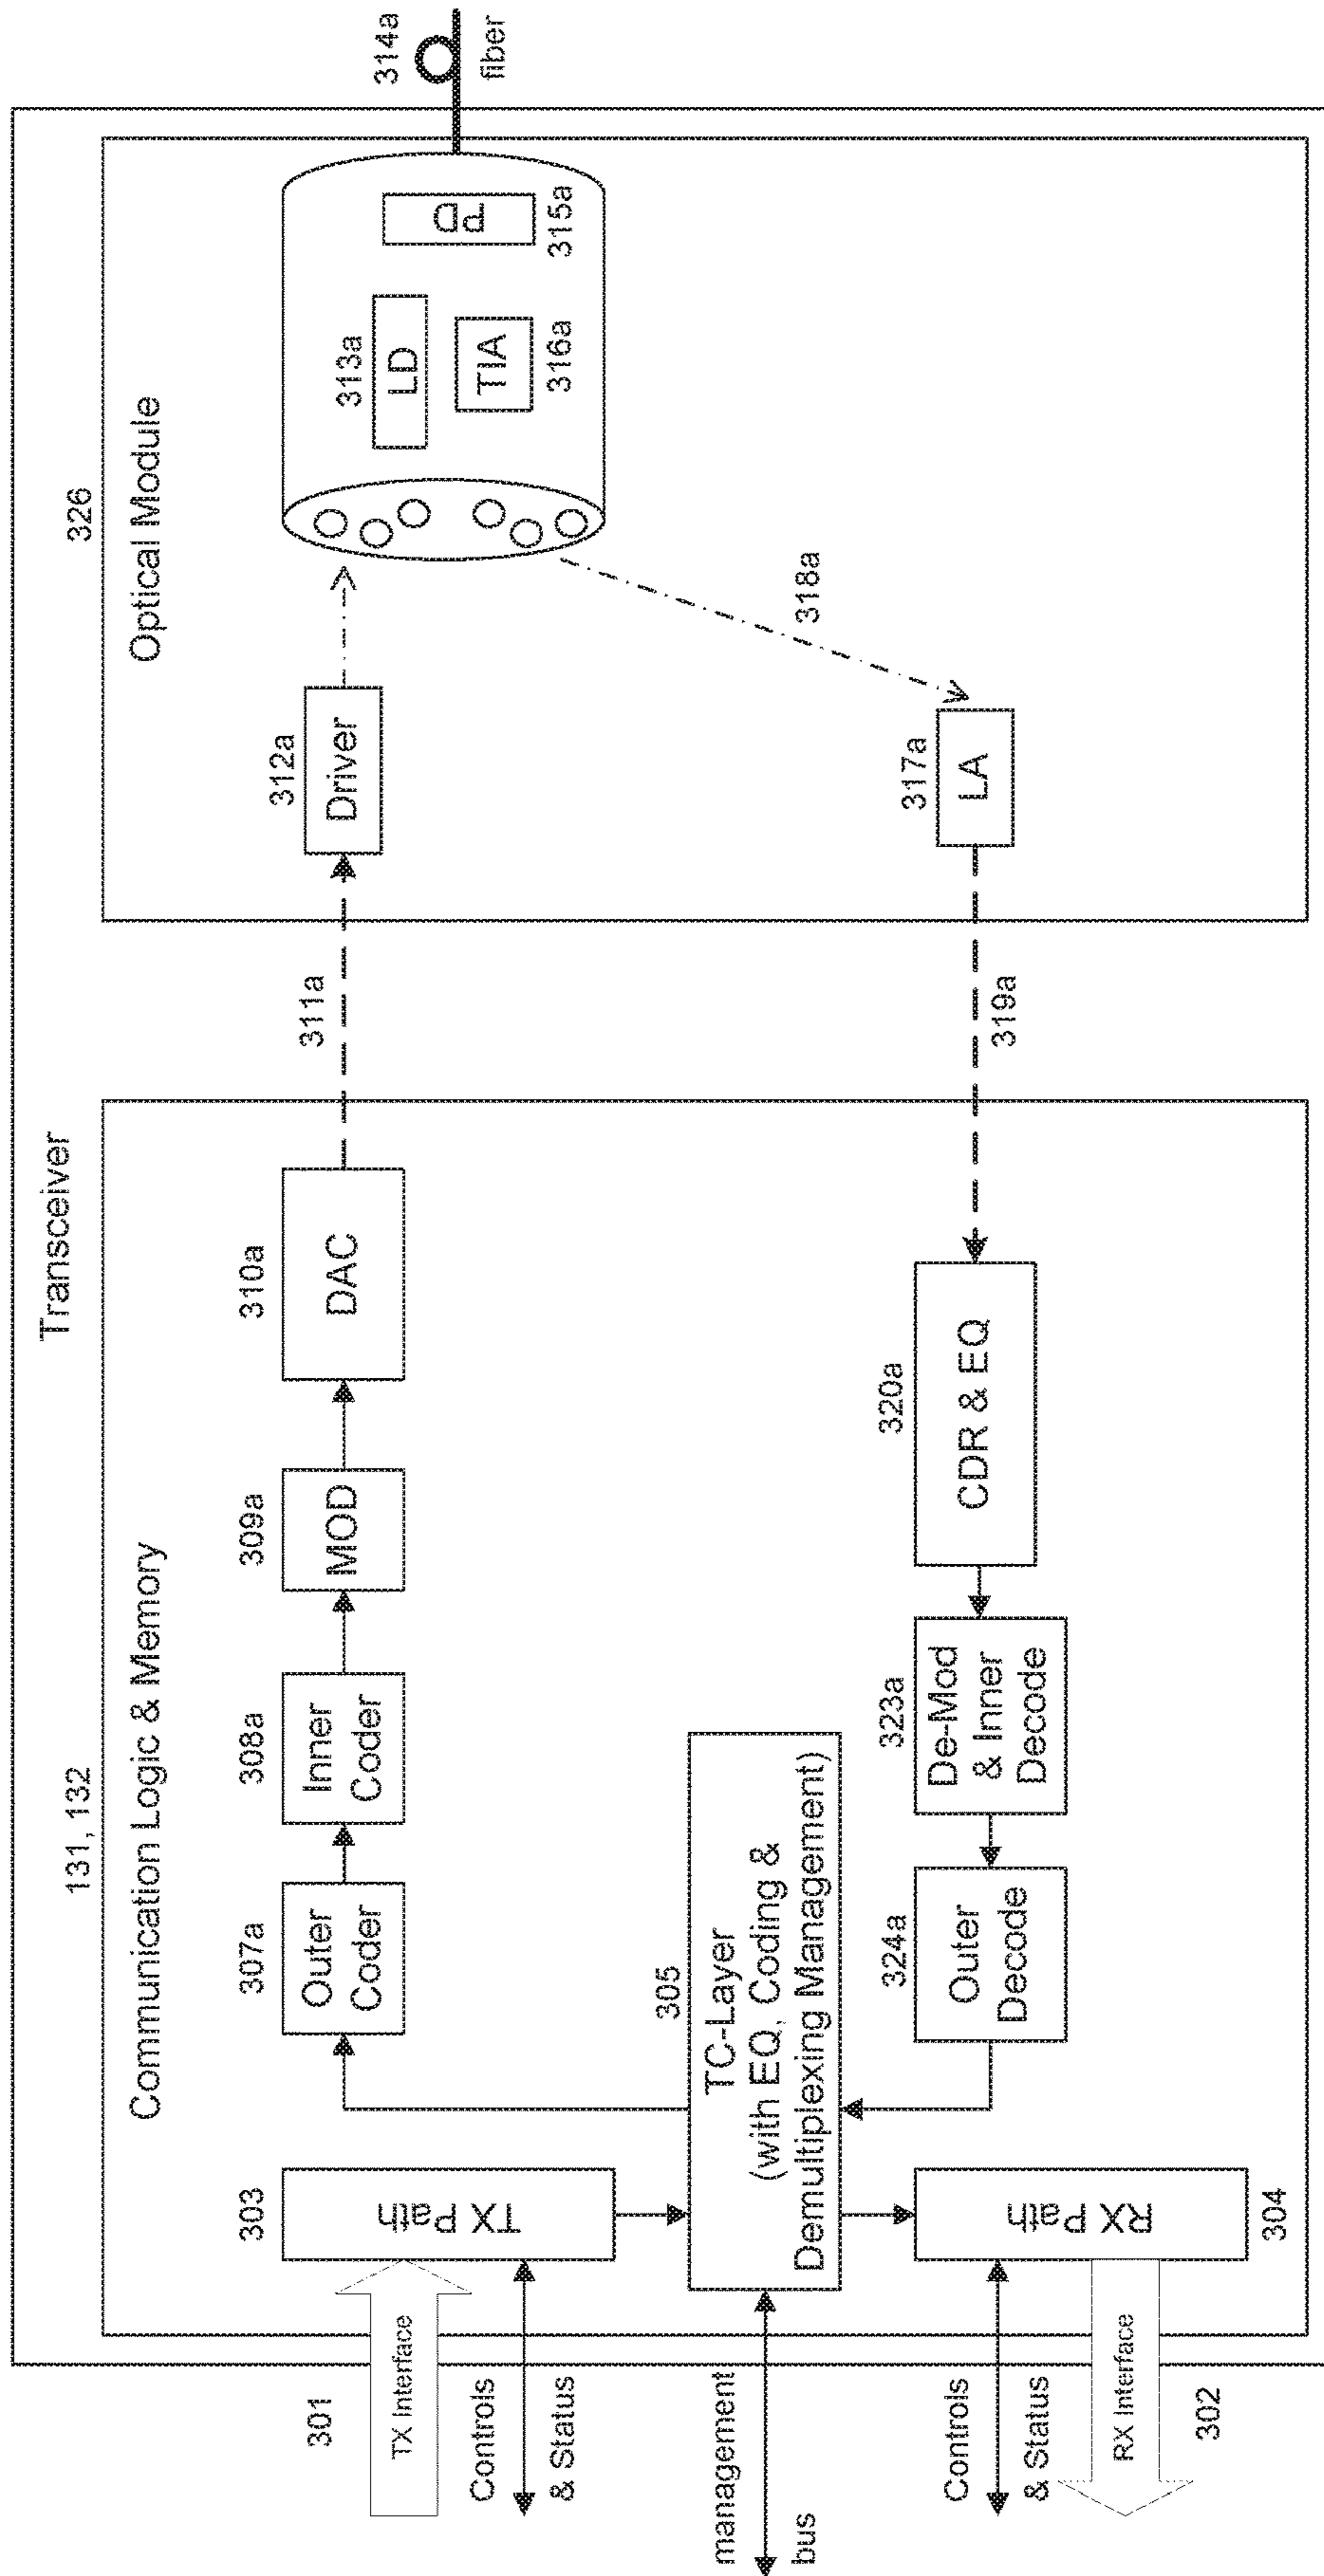 Transceiver
131, 132
Communication Logic & Memory
326
Optical Module
301
TX Interface
Controls
& Status
303
TX Path
307a
Outer
Coder
308a
Inner
Coder
309a
MOD
310a
DAC
311a
312a
Driver
313a
LD
TIA
316a
PD
315a
314a
fiber
management
bus
305
TC-Layer
(with EQ, Coding &
Demultiplexing Management)
318a
317a
LA
319a
320a
CDR & EQ
323a
De-Mod
& Inner
Decode
324a
Outer
Decode
RX Path
304
Controls
& Status
RX Interface
302